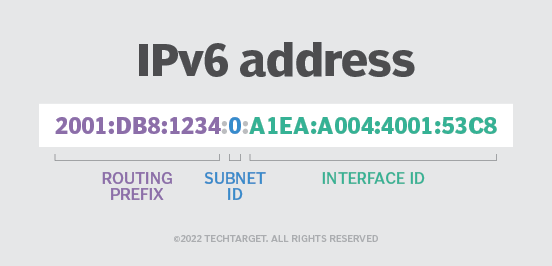 IPv6 address
2001:DB8:1234:0:A1EA:A004:4001:53C8
ROUTING PREFIX
SUBNET ID
INTERFACE ID
©2022 TECHTARGET. ALL RIGHTS RESERVED